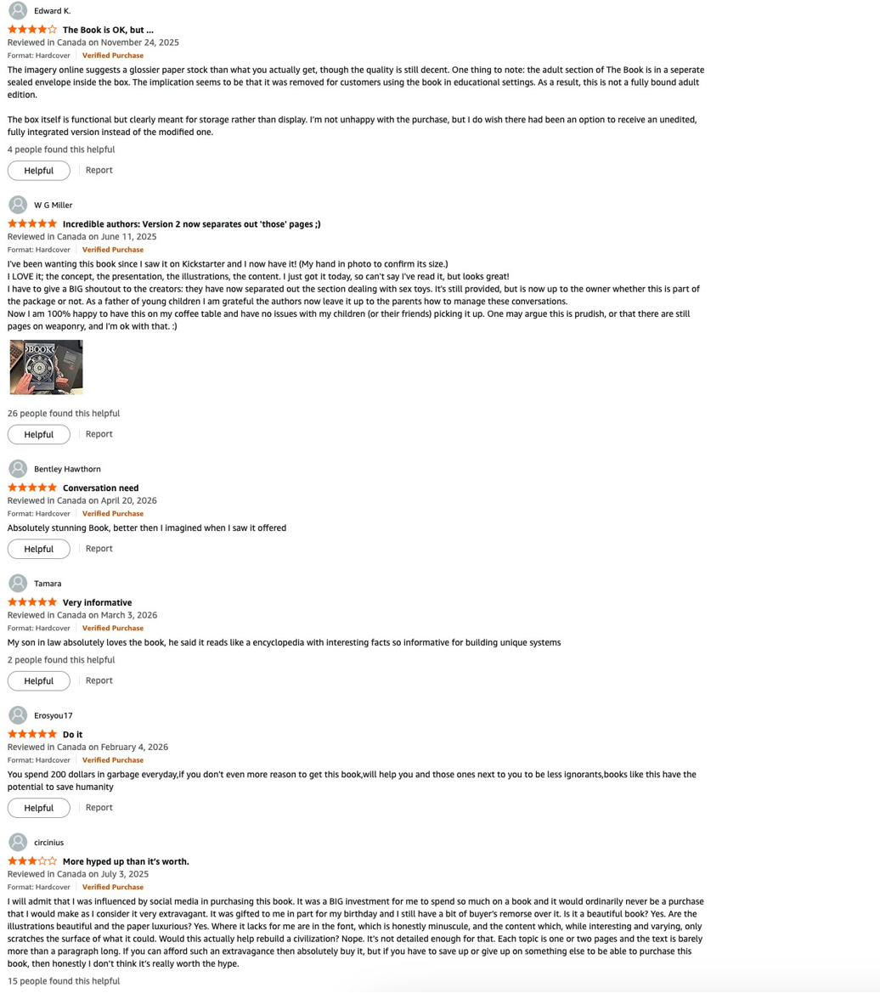 Edward K.
The Book is OK, but ...
Reviewed in Canada on November 24, 2025
Format: Hardcover | Verified Purchase
The imagery online suggests a glossier paper stock than what you actually get, though the quality is still decent. One thing to note: the adult section of The Book is in a seperate
sealed envelope inside the box. The implication seems to be that it was removed for customers using the book in educational settings. As a result, this is not a fully bound adult
edition.
The box itself is functional but clearly meant for storage rather than display. I'm not unhappy with the purchase, but I do wish there had been an option to receive an unedited,
fully integrated version instead of the modified one.
4 people found this helpful
Helpful | Report
W G Miller
Incredible authors: Version 2 now separates out 'those' pages ;)
Reviewed in Canada on June 11, 2025
Format: Hardcover | Verified Purchase
I've been wanting this book since I saw it on Kickstarter and I now have it! (My hand in photo to confirm its size.)
I LOVE it; the concept, the presentation, the illustrations, the content. I just got it today, so can't say I've read it, but looks great!
I have to give a BIG shoutout to the creators: they have now separated out the section dealing with sex toys. It's still provided, but is now up to the owner whether this is part of
the package or not. As a father of young children I am grateful the authors now leave it up to the parents how to manage these conversations.
Now I am 100% happy to have this on my coffee table and have no issues with my children (or their friends) picking it up. One may argue this is prudish, or that there are still
pages on weaponry, and I'm ok with that. :)
BOOK
26 people found this helpful
Helpful | Report
Bentley Hawthorn
Conversation need
Reviewed in Canada on April 20, 2026
Format: Hardcover | Verified Purchase
Absolutely stunning Book, better then I imagined when I saw it offered
Helpful | Report
Tamara
Very informative
Reviewed in Canada on March 3, 2026
Format: Hardcover | Verified Purchase
My son in law absolutely loves the book, he said it reads like a encyclopedia with interesting facts so informative for building unique systems
2 people found this helpful
Helpful | Report
Erosyou17
Do it
Reviewed in Canada on February 4, 2026
Format: Hardcover | Verified Purchase
You spend 200 dollars in garbage everyday,if you don't even more reason to get this book,will help you and those ones next to you to be less ignorants,books like this have the
potential to save humanity
Helpful | Report
circinius
More hyped up than it's worth.
Reviewed in Canada on July 3, 2025
Format: Hardcover | Verified Purchase
I will admit that I was influenced by social media in purchasing this book. It was a BIG investment for me to spend so much on a book and it would ordinarily never be a purchase
that I would make as I consider it very extravagant. It was gifted to me in part for my birthday and I still have a bit of buyer's remorse over it. Is it a beautiful book? Yes. Are the
illustrations beautiful and the paper luxurious? Yes. Where it lacks for me are in the font, which is honestly minuscule, and the content which, while interesting and varying, only
scratches the surface of what it could. Would this actually help rebuild a civilization? Nope. It's not detailed enough for that. Each topic is one or two pages and the text is barely
more than a paragraph long. If you can afford such an extravagance then absolutely buy it, but if you have to save up or give up on something else to be able to purchase this
book, then honestly I don't think it's really worth the hype.
15 people found this helpful